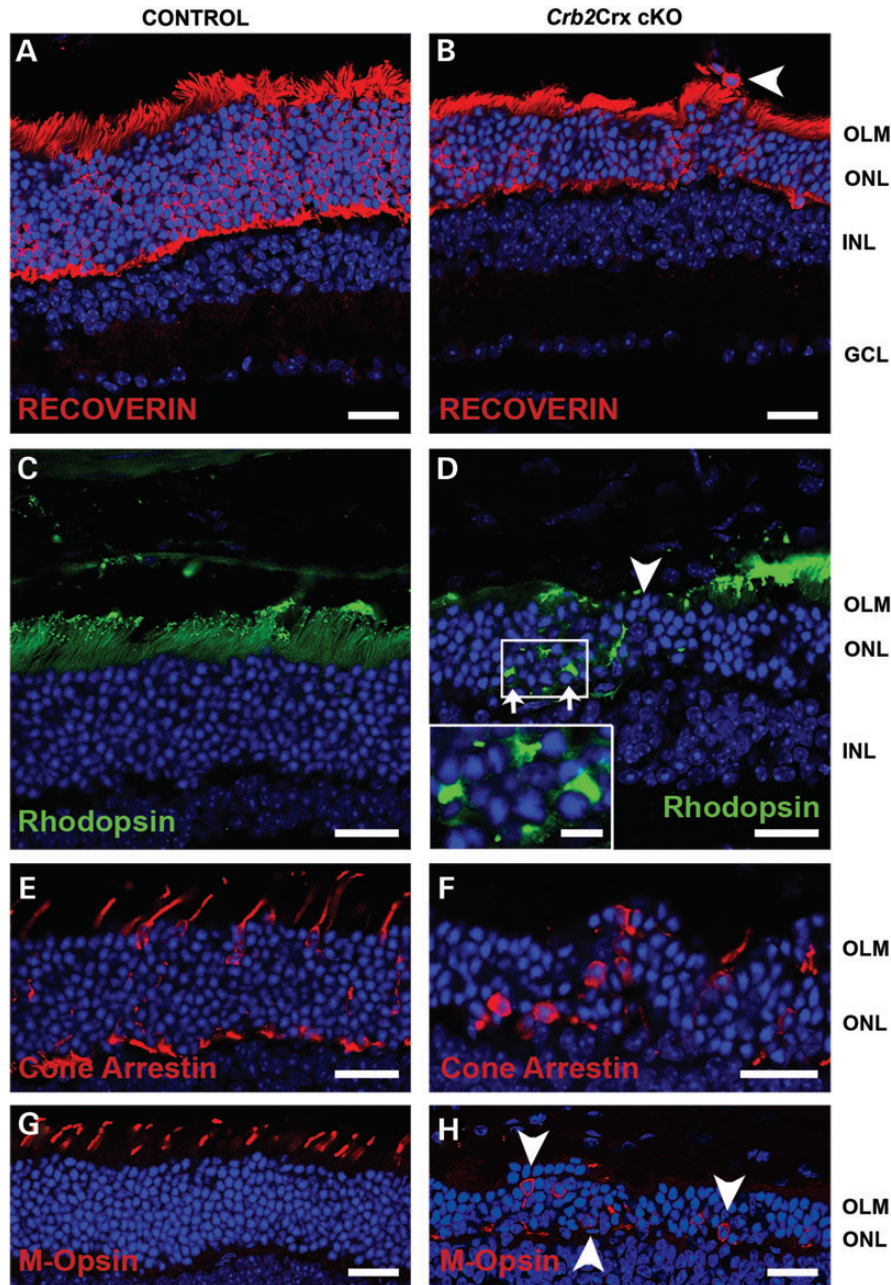 CONTROL
Crb2Crx cKO
A
B
OLM
ONL
INL
GCL
RECOVERIN
RECOVERIN
C
D
OLM
ONL
INL
Rhodopsin
Rhodopsin
E
F
OLM
ONL
Cone Arrestin
Cone Arrestin
G
H
OLM
ONL
M-Opsin
M-Opsin